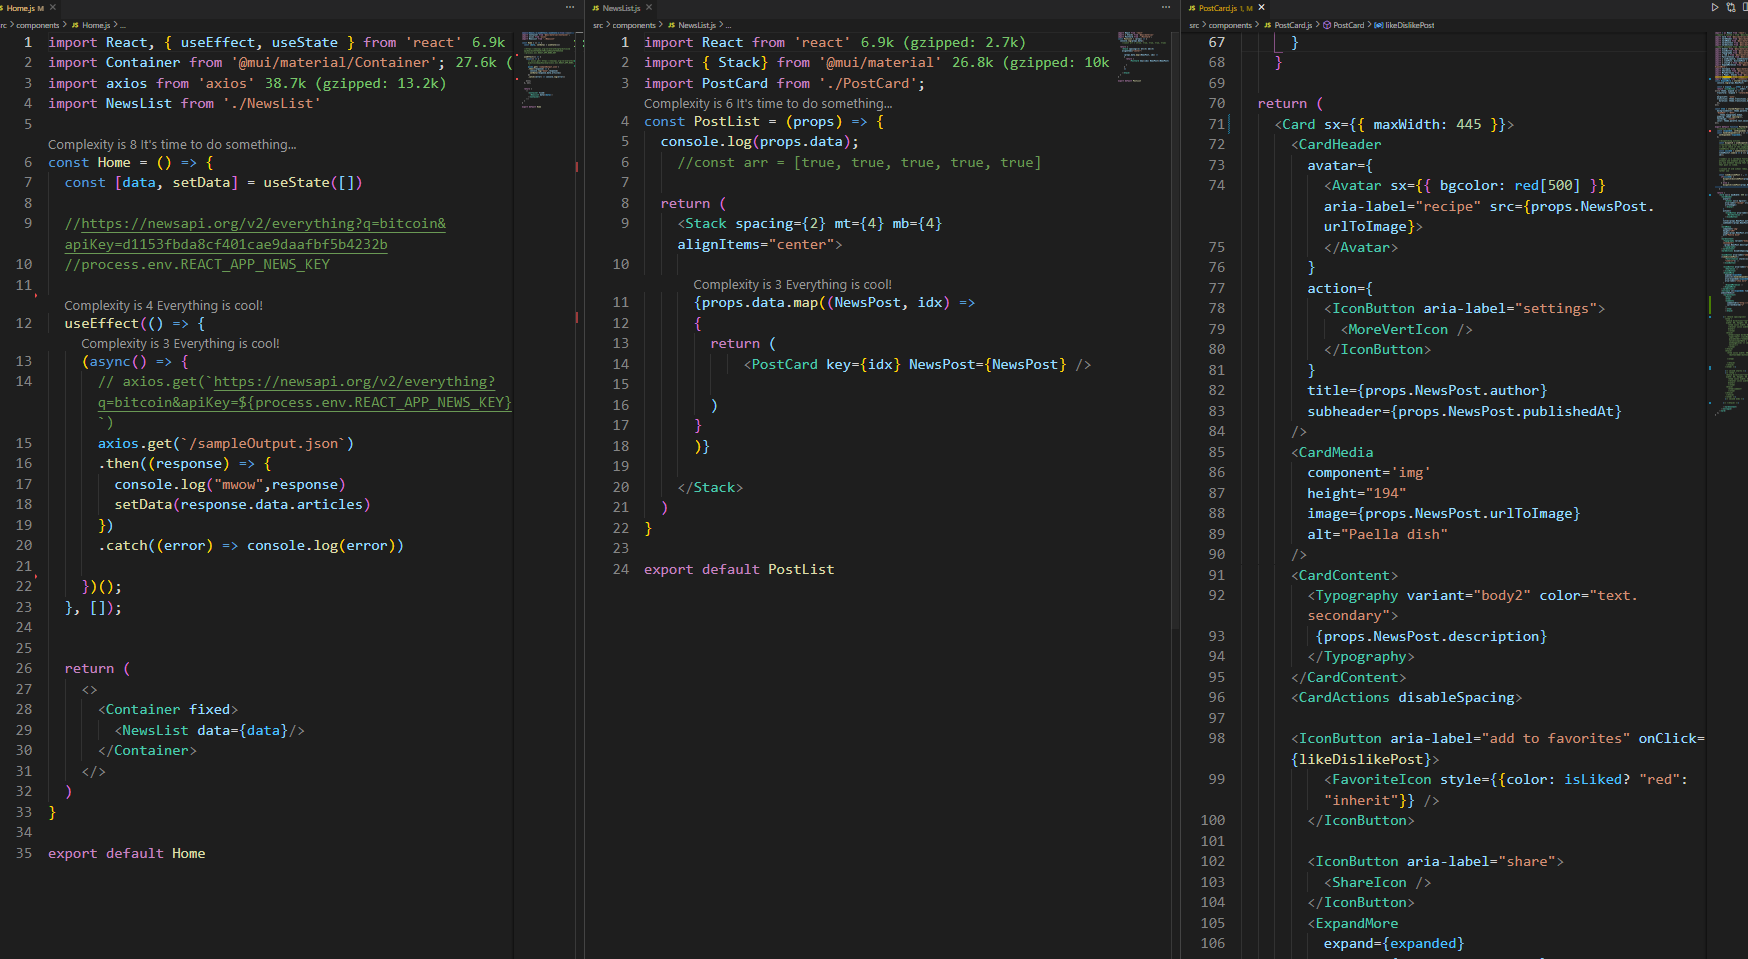 Home.js M
rc > components > JS Home.js > ...
1 import React, { useEffect, useState } from 'react' 6.9k
2 import Container from '@mui/material/Container'; 27.6k (
3 import axios from 'axios' 38.7k (gzipped: 13.2k)
4 import NewsList from './NewsList'
5
Complexity is 8 It's time to do something...
6 const Home = () => {
7 const [data, setData] = useState([])
8
9 //https://newsapi.org/v2/everything?q=bitcoin&
apiKey=d1153fbda8cf401cae9daafbf5b4232b
10 //process.env.REACT_APP_NEWS_KEY
11
Complexity is 4 Everything is cool!
12 useEffect(() => {
Complexity is 3 Everything is cool!
13 (async() => {
14 // axios.get(`https://newsapi.org/v2/everything?
q=bitcoin&apiKey=${process.env.REACT_APP_NEWS_KEY}
`)
15 axios.get(`/sampleOutput.json`)
16 .then((response) => {
17 console.log("mwow",response)
18 setData(response.data.articles)
19 })
20 .catch((error) => console.log(error))
21
22 })();
23 }, []);
24
25
26 return (
27 <>
28 <Container fixed>
29 <NewsList data={data}/>
30 </Container>
31 </>
32 )
33 }
34
35 export default Home
JS NewsList.js
src > components > JS NewsList.js > ...
1 import React from 'react' 6.9k (gzipped: 2.7k)
2 import { Stack} from '@mui/material' 26.8k (gzipped: 10k
3 import PostCard from './PostCard';
Complexity is 6 It's time to do something...
4 const PostList = (props) => {
5 console.log(props.data);
6 //const arr = [true, true, true, true, true]
7
8 return (
9 <Stack spacing={2} mt={4} mb={4}
alignItems="center">
10
Complexity is 3 Everything is cool!
11 {props.data.map((NewsPost, idx) =>
12 {
13 return (
14 <PostCard key={idx} NewsPost={NewsPost} />
15
16 )
17 }
18 )}
19
20 </Stack>
21 )
22 }
23
24 export default PostList
JS PostCard.js 1, M
src > components > JS PostCard.js > PostCard > likeDislikePost
67 }
68 }
69
70 return (
71 <Card sx={{ maxWidth: 445 }}>
72 <CardHeader
73 avatar={
74 <Avatar sx={{ bgcolor: red[500] }}
aria-label="recipe" src={props.NewsPost.
urlToImage}>
75 </Avatar>
76 }
77 action={
78 <IconButton aria-label="settings">
79 <MoreVertIcon />
80 </IconButton>
81 }
82 title={props.NewsPost.author}
83 subheader={props.NewsPost.publishedAt}
84 />
85 <CardMedia
86 component='img'
87 height="194"
88 image={props.NewsPost.urlToImage}
89 alt="Paella dish"
90 />
91 <CardContent>
92 <Typography variant="body2" color="text.
secondary">
93 {props.NewsPost.description}
94 </Typography>
95 </CardContent>
96 <CardActions disableSpacing>
97
98 <IconButton aria-label="add to favorites" onClick=
{likeDislikePost}>
99 <FavoriteIcon style={{color: isLiked? "red":
"inherit"}} />
100 </IconButton>
101
102 <IconButton aria-label="share">
103 <ShareIcon />
104 </IconButton>
105 <ExpandMore
106 expand={expanded}